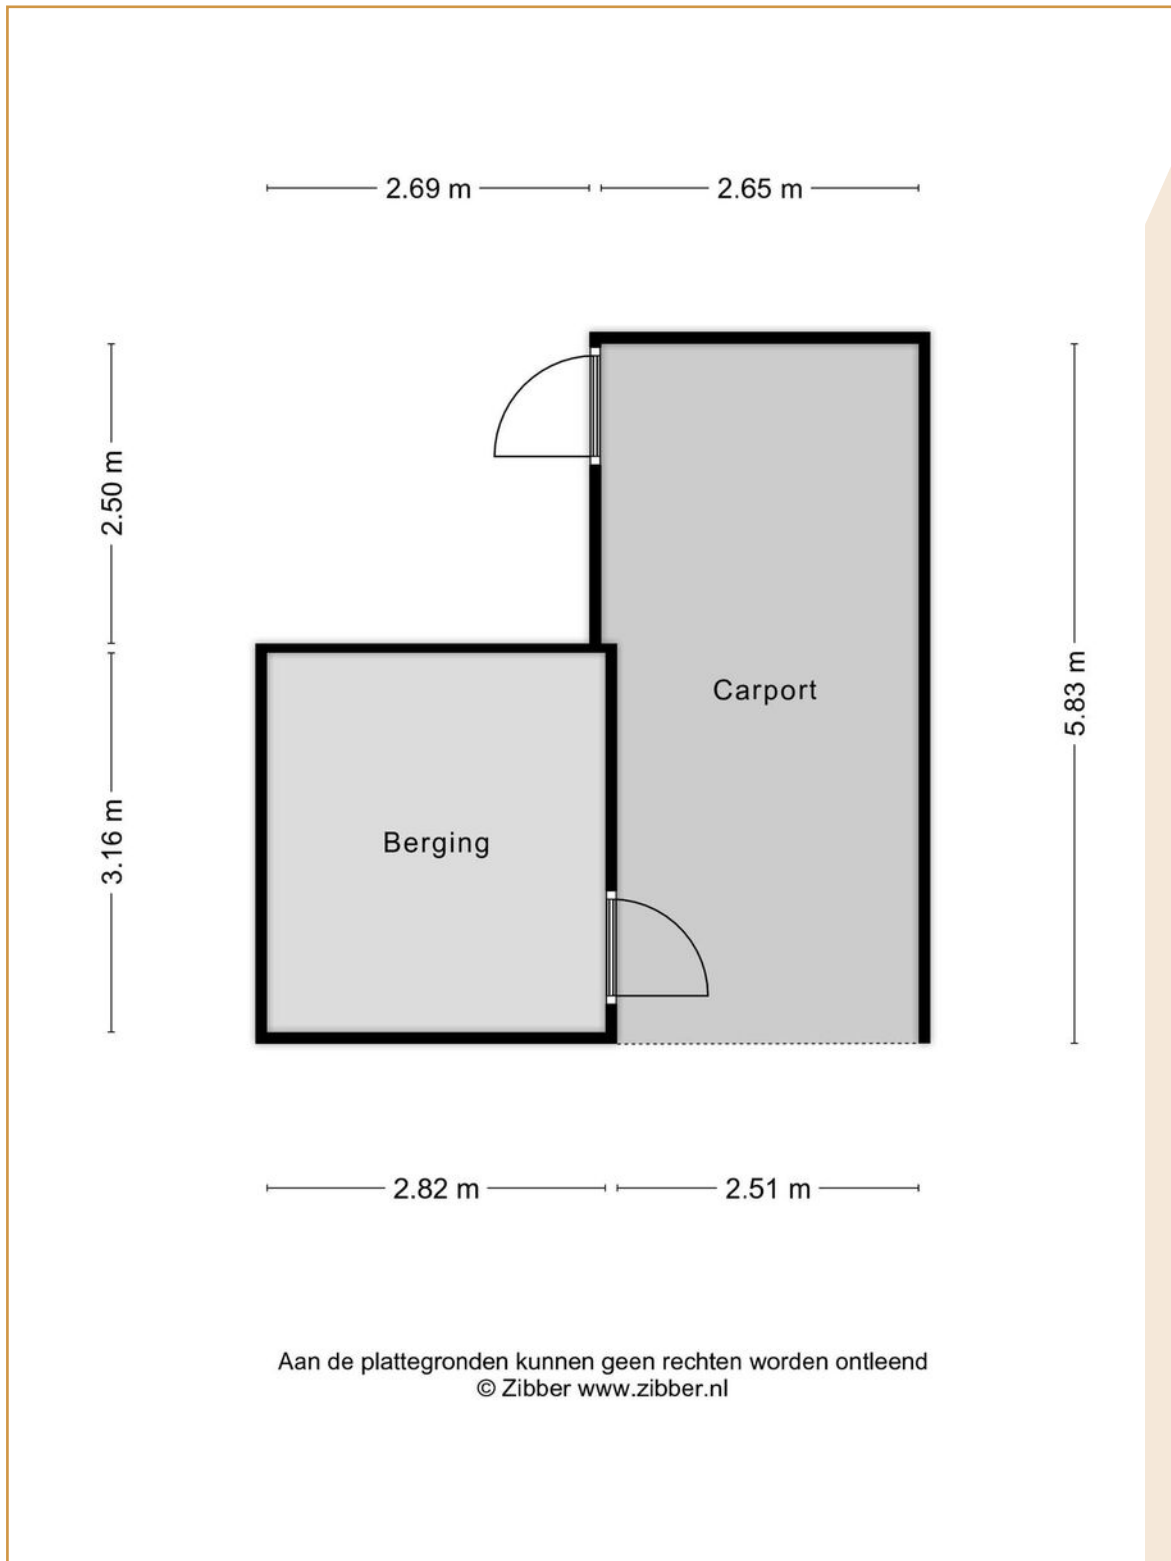 2.69 m
2.65 m
2.50 m
Carport
5.83 m
3.16 m
Berging
2.82 m
2.51 m
Aan de plattegronden kunnen geen rechten worden ontleend
© Zibber www.zibber.nl